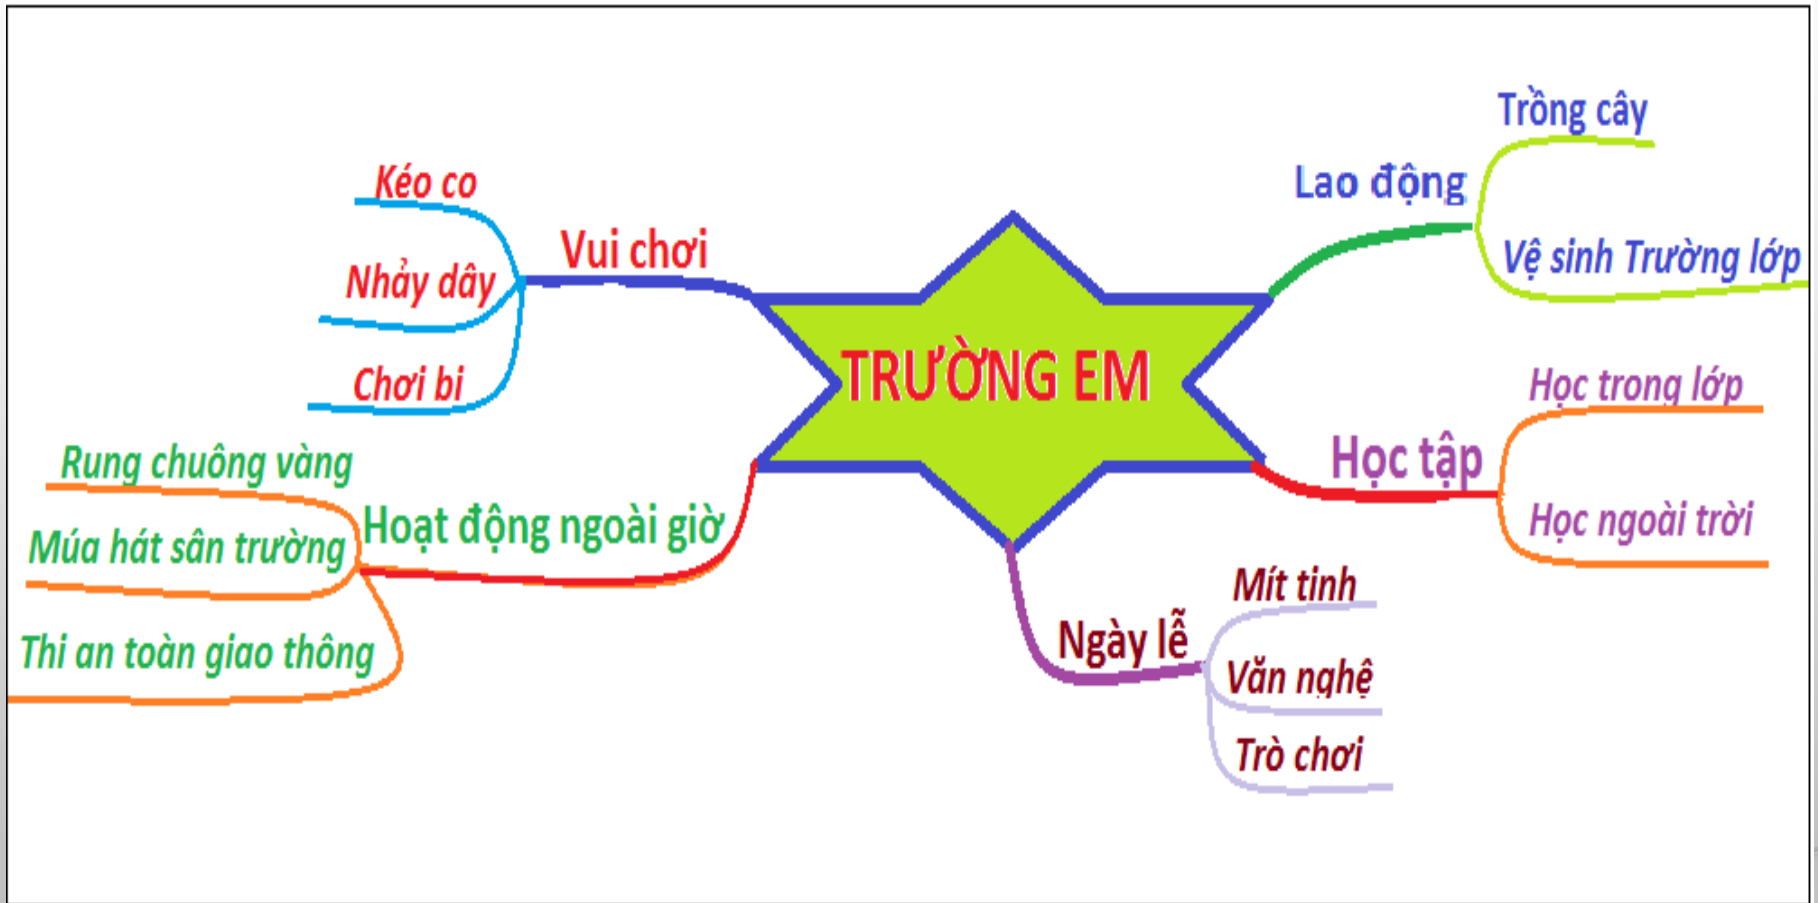 TRƯỜNG EM
Lao động
Trồng cây
Vệ sinh Trường lớp
Học tập
Học trong lớp
Học ngoài trời
Ngày lễ
Mít tinh
Văn nghệ
Trò chơi
Hoạt động ngoài giờ
Rung chuông vàng
Múa hát sân trường
Thi an toàn giao thông
Vui chơi
Kéo co
Nhảy dây
Chơi bi